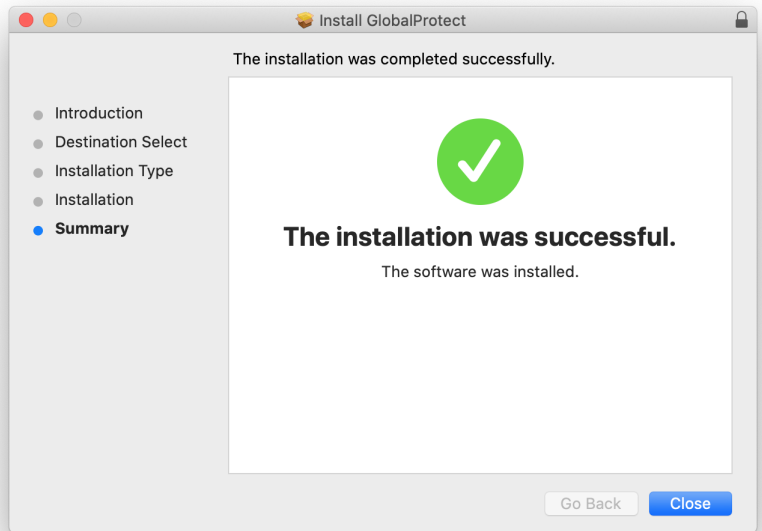 Install GlobalProtect
The installation was completed successfully.
Introduction
Destination Select
Installation Type
Installation
Summary
The installation was successful.
The software was installed.
Go Back
Close